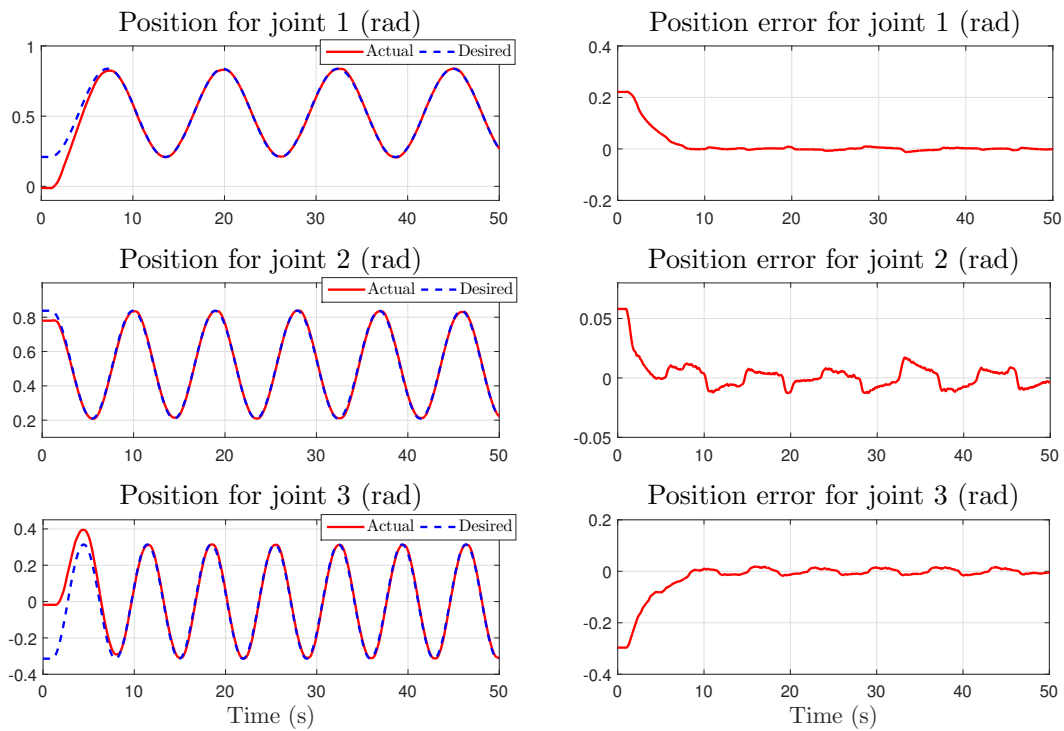 Position for joint 1 (rad)
Actual Desired
1
0.5
0
0 10 20 30 40 50
Position error for joint 1 (rad)
0.4
0.2
0
-0.2
0 10 20 30 40 50
Position for joint 2 (rad)
Actual Desired
0.8
0.6
0.4
0.2
0 10 20 30 40 50
Position error for joint 2 (rad)
0.05
0
-0.05
0 10 20 30 40 50
Position for joint 3 (rad)
Actual Desired
0.4
0.2
0
-0.2
-0.4
0 10 20 30 40 50
Time (s)
Position error for joint 3 (rad)
0.2
0
-0.2
-0.4
0 10 20 30 40 50
Time (s)